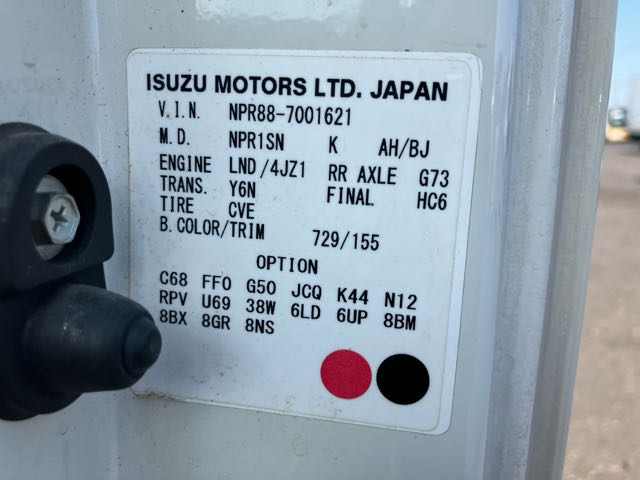 ISUZU MOTORS LTD. JAPAN
V.I.N. NPR88-7001621
M.D. NPR1SN K AH/BJ
ENGINE LND/4JZ1 RR AXLE G73
TRANS. Y6N FINAL HC6
TIRE CVE
B.COLOR/TRIM 729/155
OPTION
C68 FF0 G50 JCQ K44 N12
RPV U69 38W 6LD 6UP 8BM
8BX 8GR 8NS